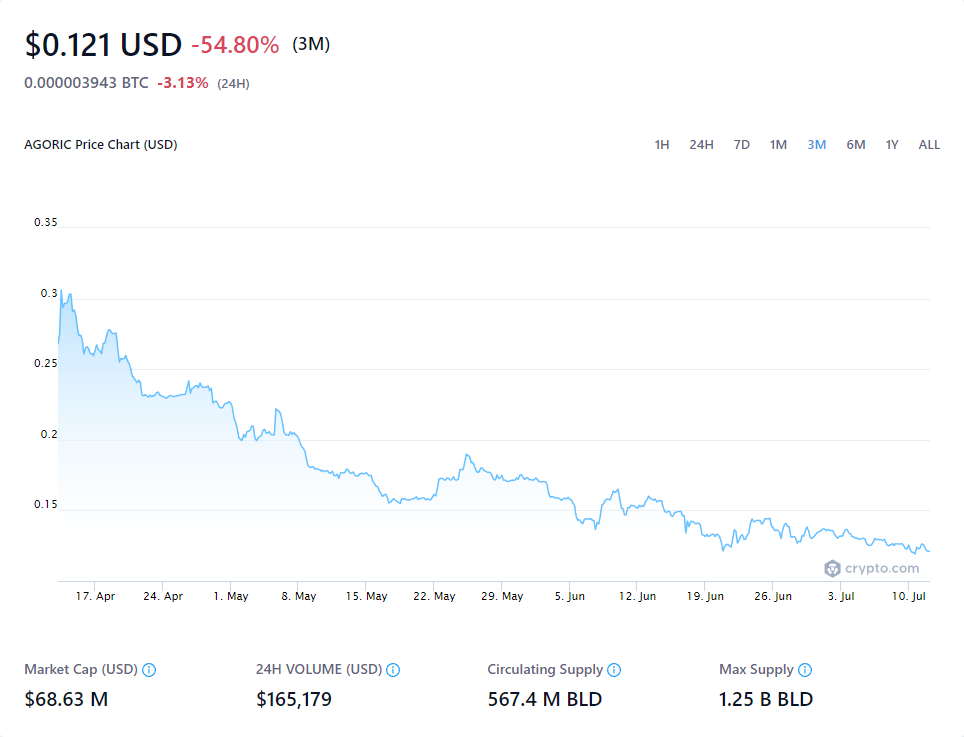 $0.121 USD -54.80% (3M)
0.000003943 BTC -3.13% (24H)
AGORIC Price Chart (USD) 1H 24H 7D 1M 3M 6M 1Y ALL
0.35
0.3
0.25
0.2
0.15
crypto.com
17. Apr 24. Apr 1. May 8. May 15. May 22. May 29. May 5. Jun 12. Jun 19. Jun 26. Jun 3. Jul 10. Jul
Market Cap (USD) 24H VOLUME (USD) Circulating Supply Max Supply
$68.63 M $165,179 567.4 M BLD 1.25 B BLD